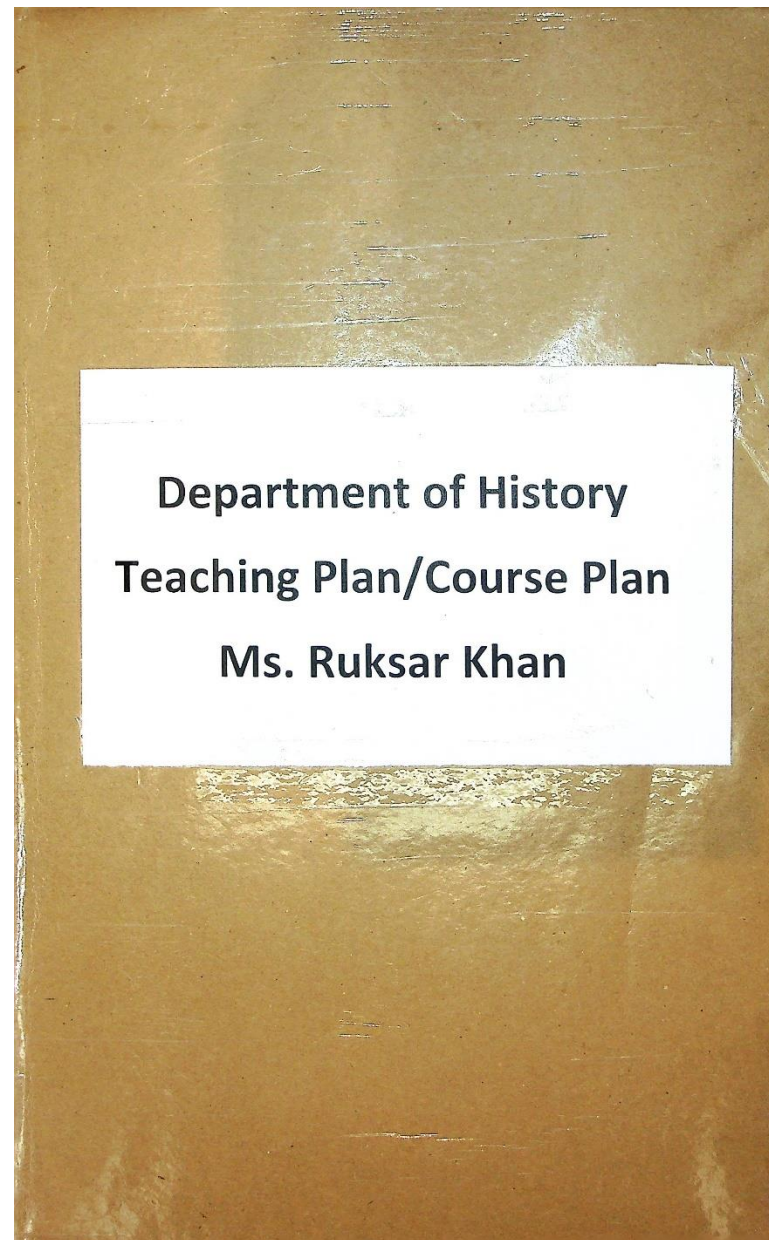 Department of History
Teaching Plan/Course Plan
Ms. Ruksar Khan